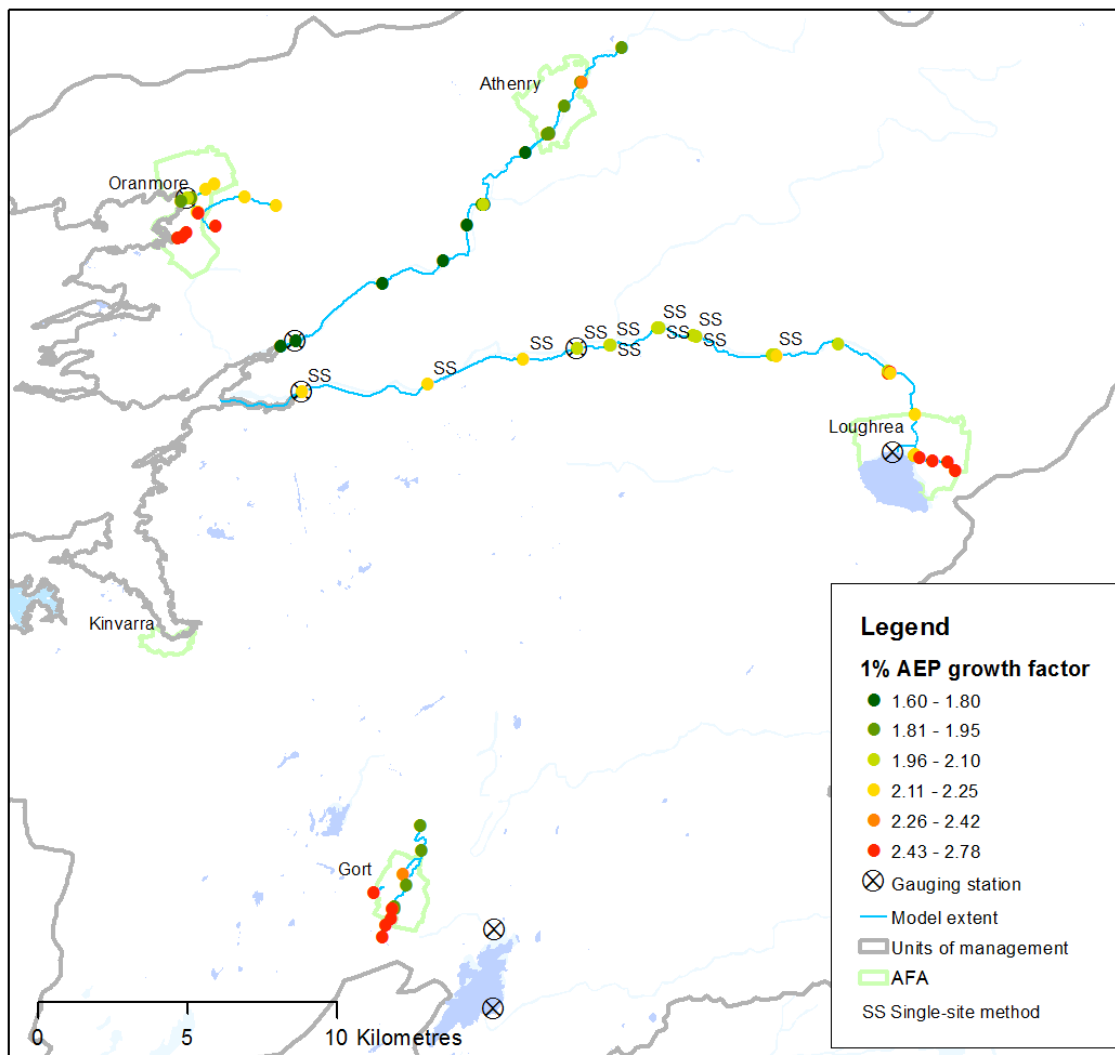 Athenry
Oranmore
SS
SS
SS
SS
SS
SS
SS
SS
SS
SS
SS
Loughrea
Kinvarra
Gort
0 5 10 Kilometres
Legend
1% AEP growth factor
1.60 - 1.80
1.81 - 1.95
1.96 - 2.10
2.11 - 2.25
2.26 - 2.42
2.43 - 2.78
Gauging station
Model extent
Units of management
AFA
SS Single-site method